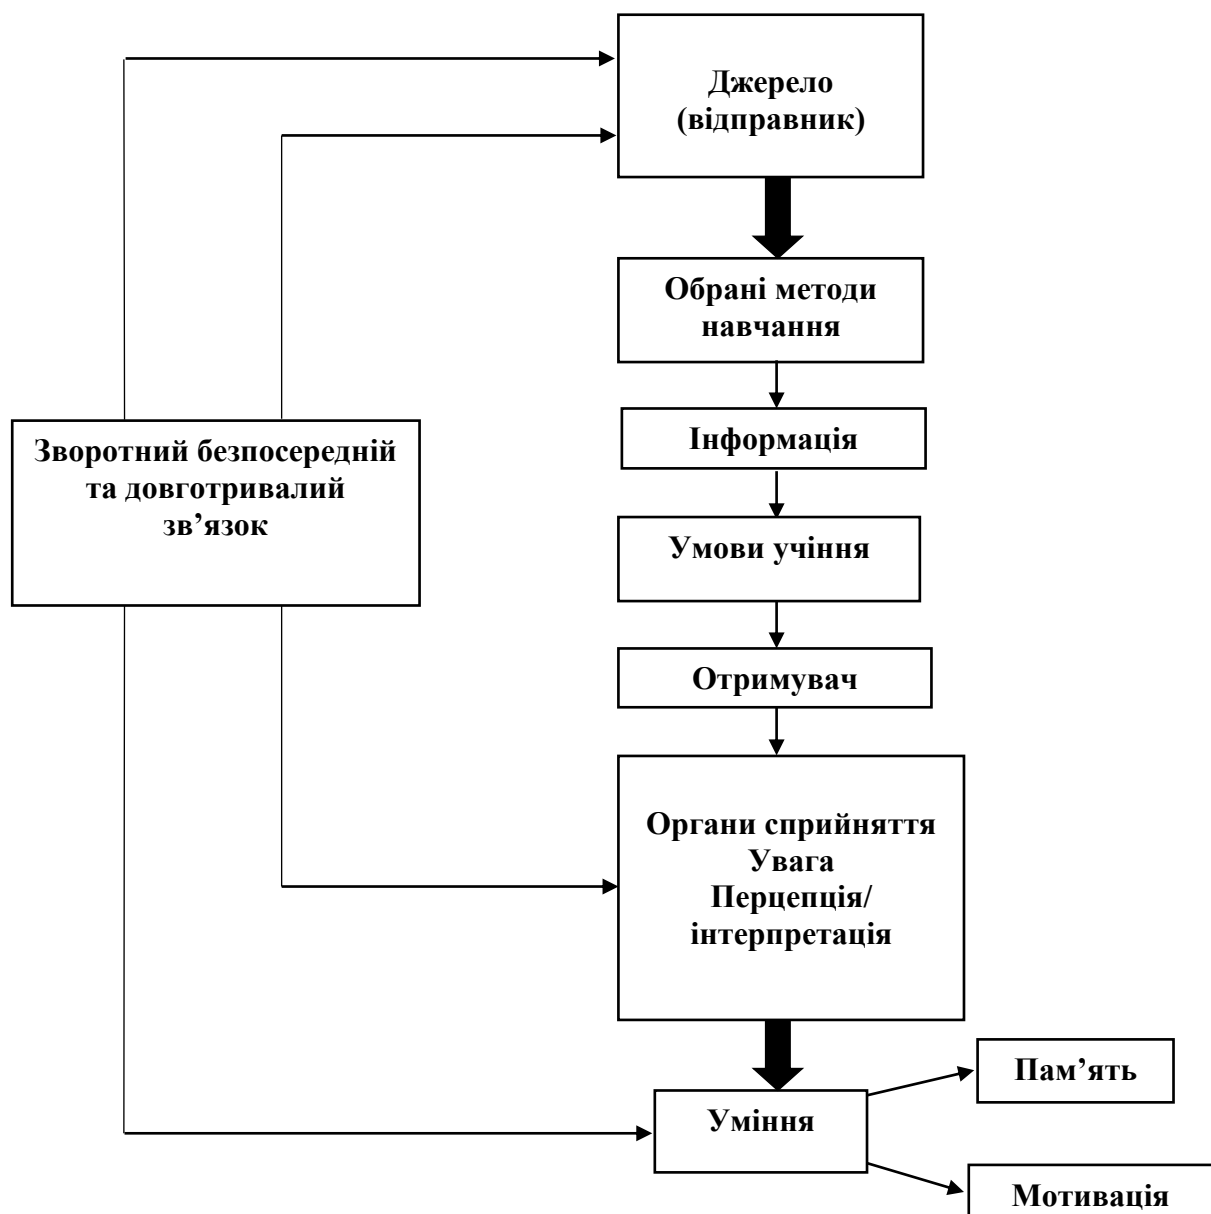 Джерело
(відправник)
Обрані методи
навчання
Інформація
Зворотний безпосередній
та довготривалий
зв’язок
Умови учіння
Отримувач
Органи сприйняття
Увага
Перцепція/
інтерпретація
Пам’ять
Уміння
Мотивація